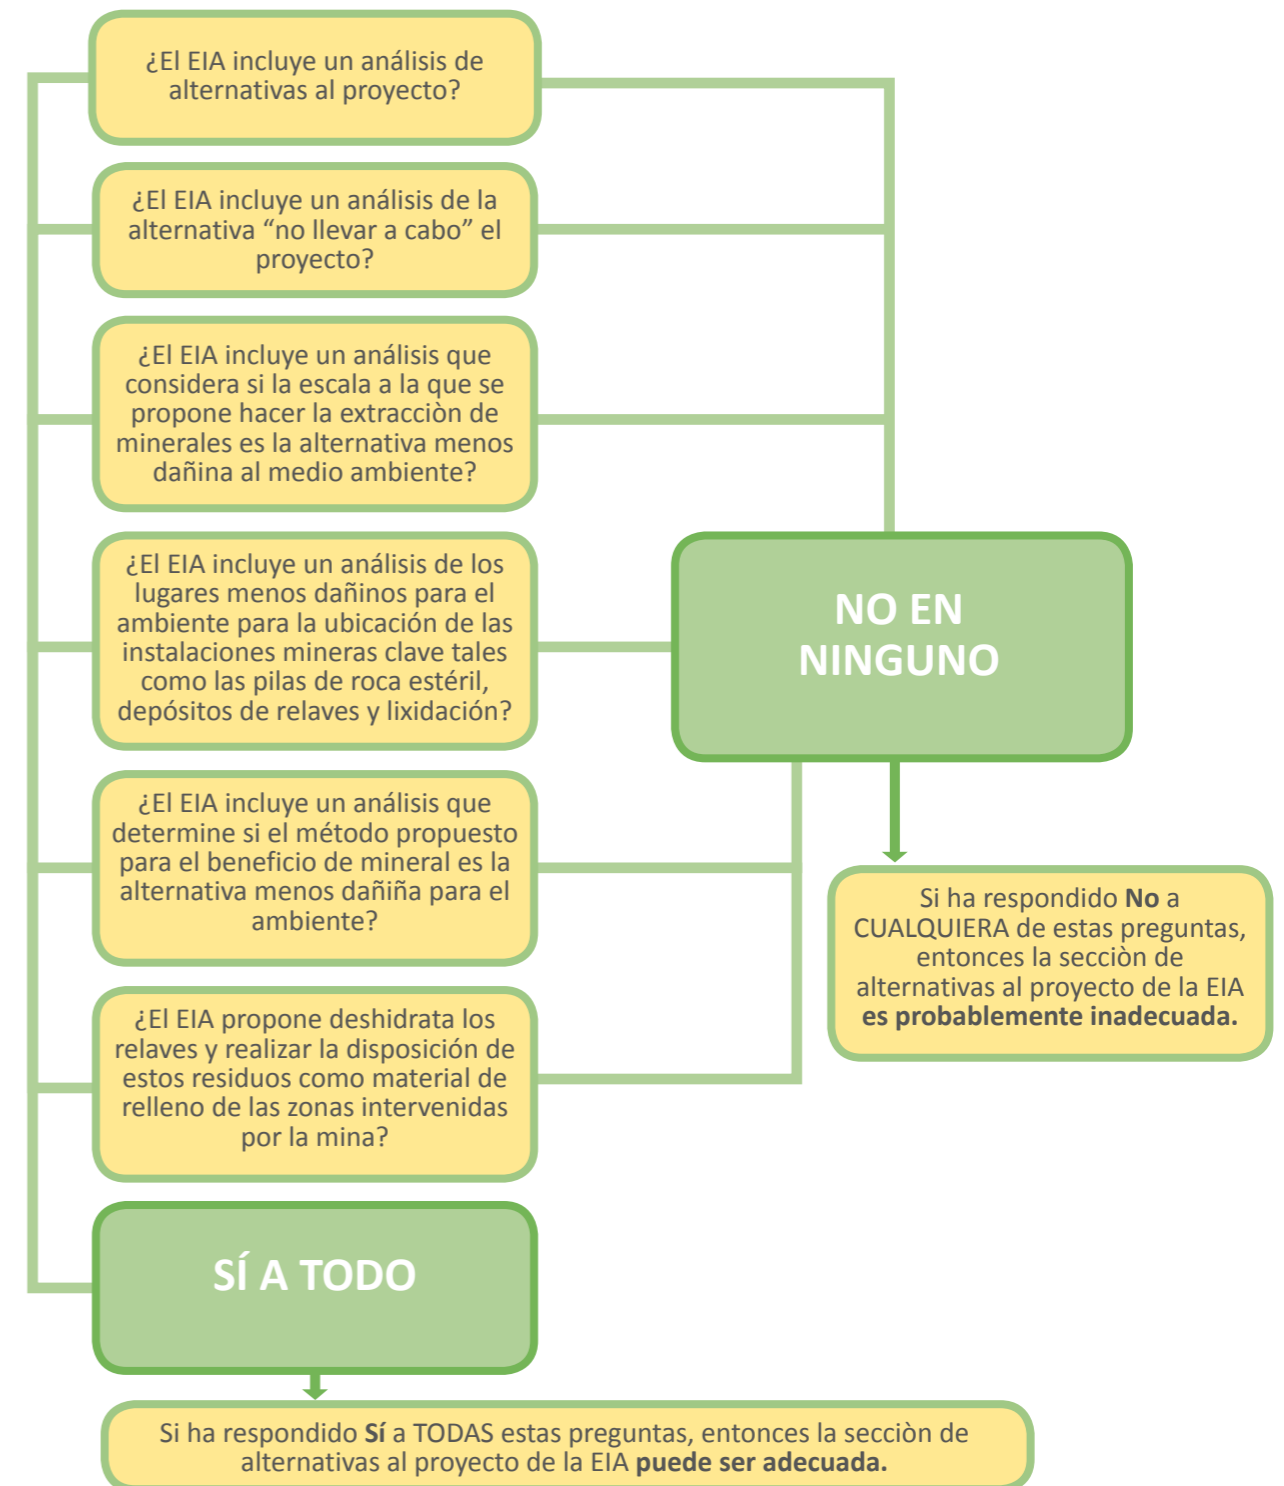 ¿El EIA incluye un análisis de
alternativas al proyecto?
¿El EIA incluye un análisis de la
alternativa “no llevar a cabo” el
proyecto?
¿El EIA incluye un análisis que
considera si la escala a la que se
propone hacer la extracciòn de
minerales es la alternativa menos
dañina al medio ambiente?
¿El EIA incluye un análisis de los
lugares menos dañinos para el
ambiente para la ubicación de las
instalaciones mineras clave tales
como las pilas de roca estéril,
depósitos de relaves y lixidación?
NO EN
NINGUNO
¿El EIA incluye un análisis que
determine si el método propuesto
para el beneficio de mineral es la
alternativa menos dañiña para el
ambiente?
Si ha respondido No a
CUALQUIERA de estas preguntas,
entonces la secciòn de
alternativas al proyecto de la EIA
es probablemente inadecuada.
¿El EIA propone deshidrata los
relaves y realizar la disposición de
estos residuos como material de
relleno de las zonas intervenidas
por la mina?
SÍ A TODO
Si ha respondido Sí a TODAS estas preguntas, entonces la secciòn de
alternativas al proyecto de la EIA puede ser adecuada.